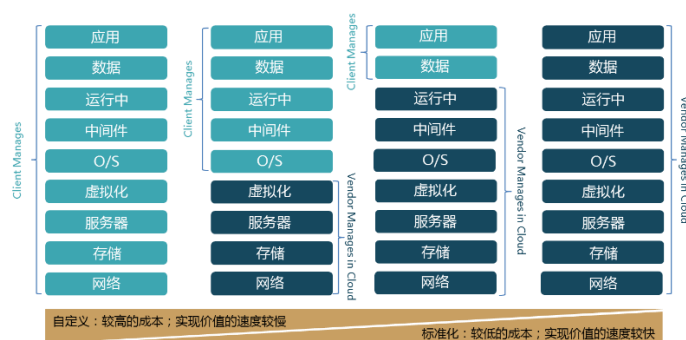 Client Manages
应用
数据
运行中
中间件
O/S
虚拟化
服务器
存储
网络
Client Manages
应用
数据
运行中
中间件
O/S
虚拟化
服务器
存储
网络
Vendor Manages in Cloud
Client Manages
应用
数据
运行中
中间件
O/S
虚拟化
服务器
存储
网络
Vendor Manages in Cloud
应用
数据
运行中
中间件
O/S
虚拟化
服务器
存储
网络
Vendor Manages in Cloud
自定义：较高的成本；实现价值的速度较慢
标准化：较低的成本；实现价值的速度较快